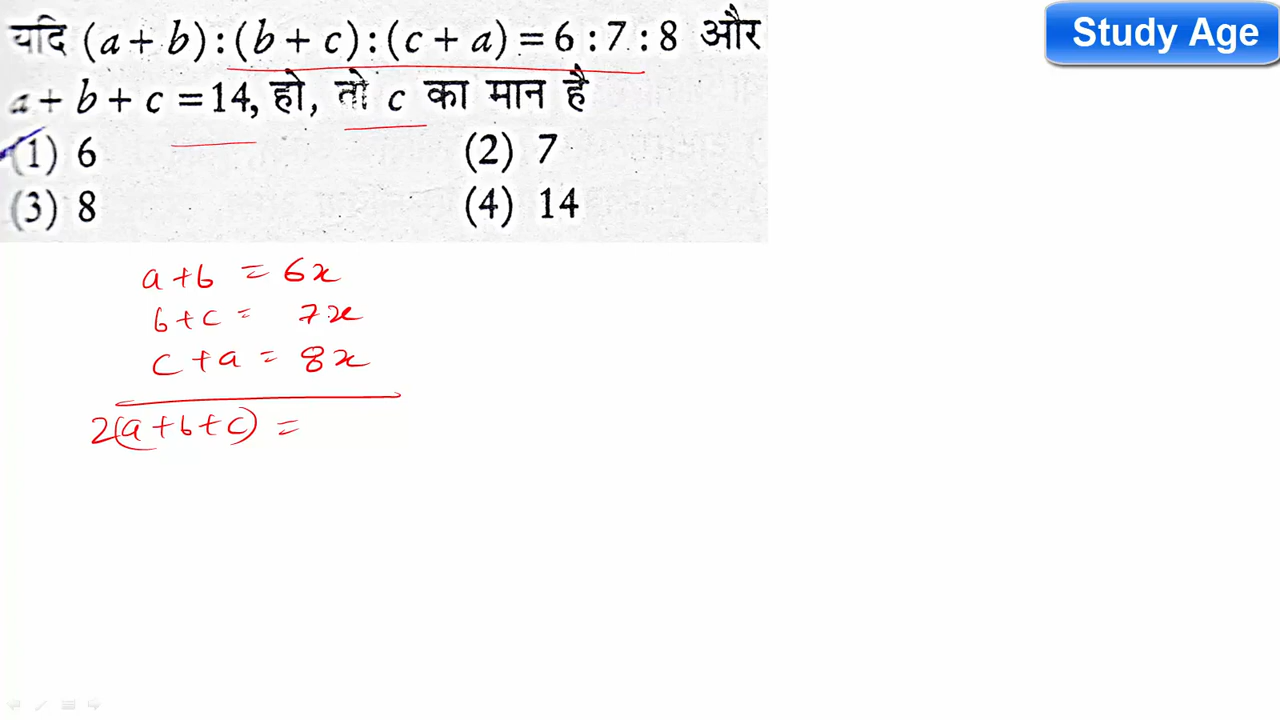 यदि (a + b) : (b + c) : (c + a) = 6 : 7 : 8 और
a + b + c = 14, हो, तो c का मान है
(1) 6 (2) 7
(3) 8 (4) 14
Study Age
a + b = 6x
b + c = 7x
c + a = 8x
2(a + b + c) =